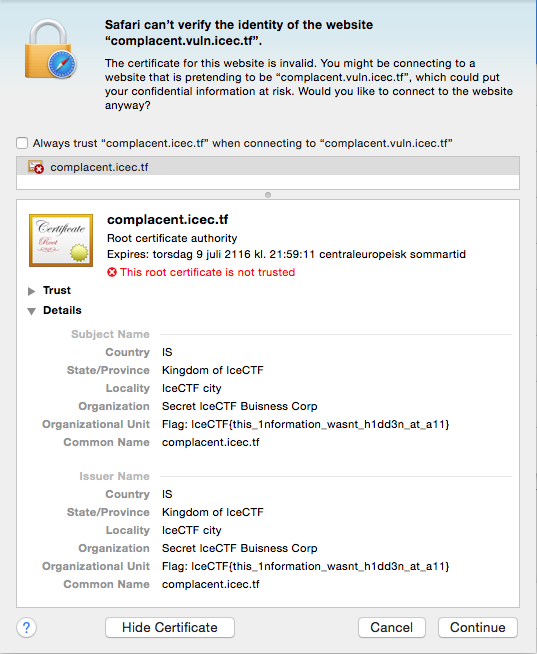 Safari can't verify the identity of the website
“complacent.vuln.icec.tf”.
The certificate for this website is invalid. You might be connecting to a
website that is pretending to be “complacent.vuln.icec.tf”, which could put
your confidential information at risk. Would you like to connect to the website
anyway?
Always trust “complacent.icec.tf” when connecting to “complacent.vuln.icec.tf”
complacent.icec.tf
Certificate
Root
complacent.icec.tf
Root certificate authority
Expires: torsdag 9 juli 2116 kl. 21:59:11 centraleuropeisk sommartid
This root certificate is not trusted
Trust
Details
Subject Name
Country IS
State/Province Kingdom of IceCTF
Locality IceCTF city
Organization Secret IceCTF Buisness Corp
Organizational Unit Flag: IceCTF{this_1nformation_wasnt_h1dd3n_at_a11}
Common Name complacent.icec.tf
Issuer Name
Country IS
State/Province Kingdom of IceCTF
Locality IceCTF city
Organization Secret IceCTF Buisness Corp
Organizational Unit Flag: IceCTF{this_1nformation_wasnt_h1dd3n_at_a11}
Common Name complacent.icec.tf
? Hide Certificate Cancel Continue